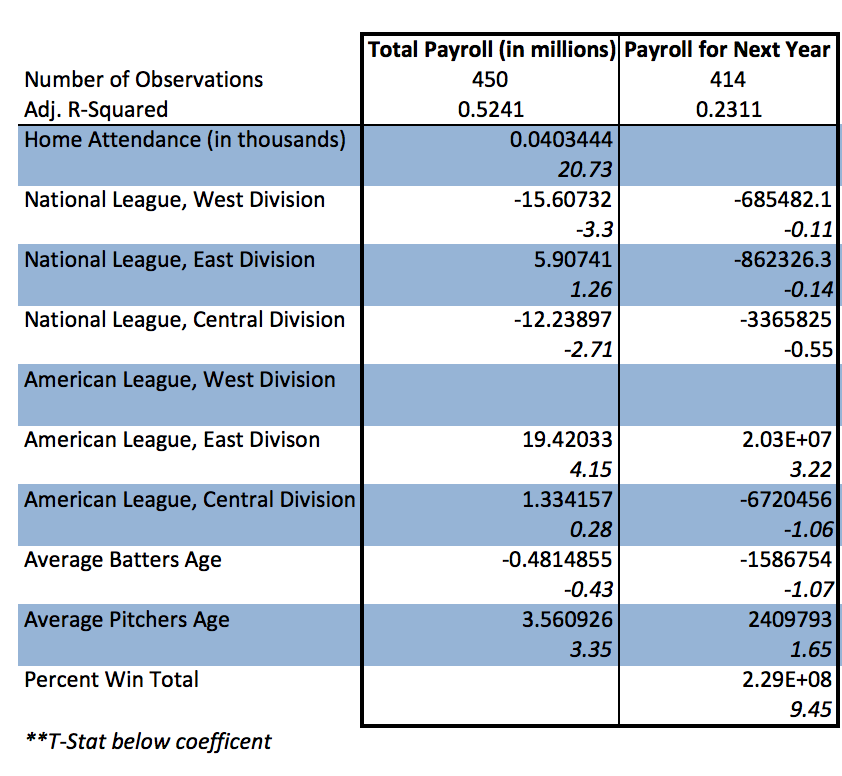 Total Payroll (in millions) Payroll for Next Year
Number of Observations 450 414
Adj. R-Squared 0.5241 0.2311
Home Attendance (in thousands) 0.0403444
20.73
National League, West Division -15.60732 -685482.1
-3.3 -0.11
National League, East Division 5.90741 -862326.3
1.26 -0.14
National League, Central Division -12.23897 -3365825
-2.71 -0.55
American League, West Division
American League, East Divison 19.42033 2.03E+07
4.15 3.22
American League, Central Division 1.334157 -6720456
0.28 -1.06
Average Batters Age -0.4814855 -1586754
-0.43 -1.07
Average Pitchers Age 3.560926 2409793
3.35 1.65
Percent Win Total 2.29E+08
9.45
**T-Stat below coefficent